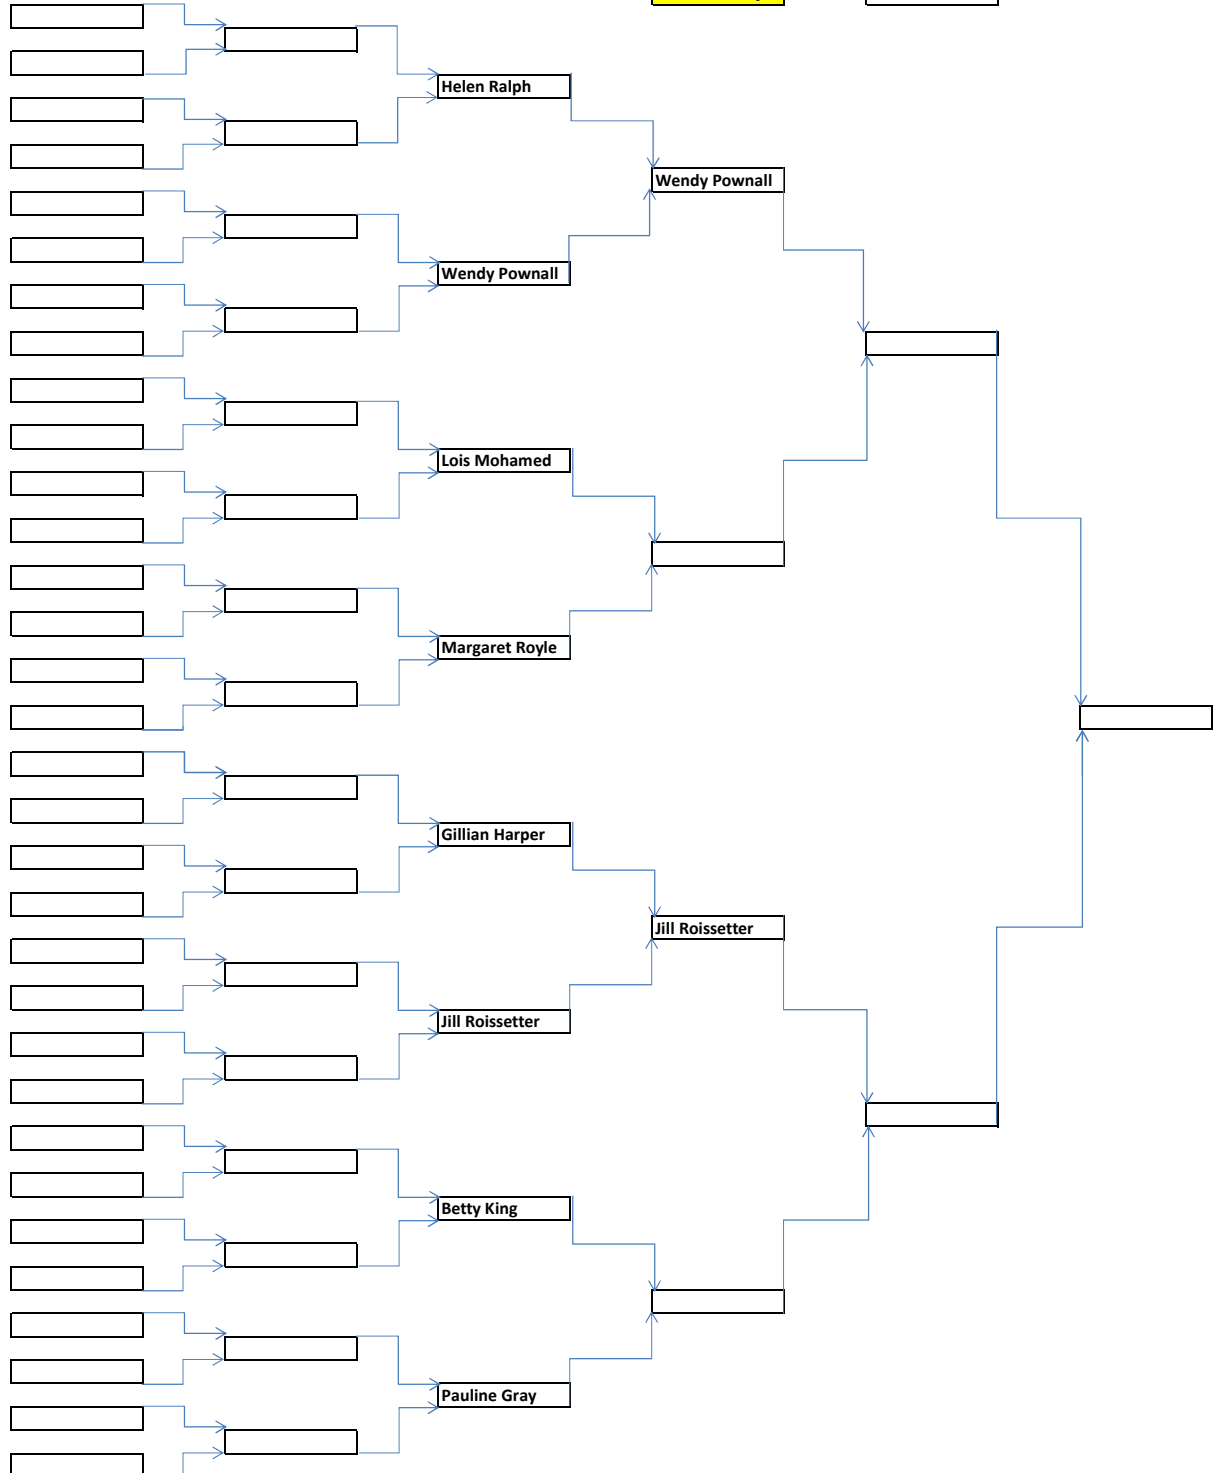 Helen Ralph
Wendy Pownall
Wendy Pownall
Lois Mohamed
Margaret Royle
Gillian Harper
Jill Roissetter
Jill Roissetter
Betty King
Pauline Gray